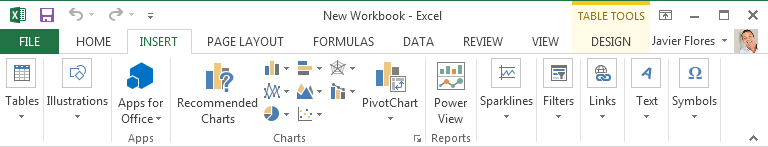 New Workbook - Excel
TABLE TOOLS
FILE HOME INSERT PAGE LAYOUT FORMULAS DATA REVIEW VIEW DESIGN Javier Flores
Tables
Illustrations
Apps for
Office
Apps
Recommended
Charts
PivotChart
Charts
Power
View
Reports
Sparklines
Filters
Links
Text
Symbols